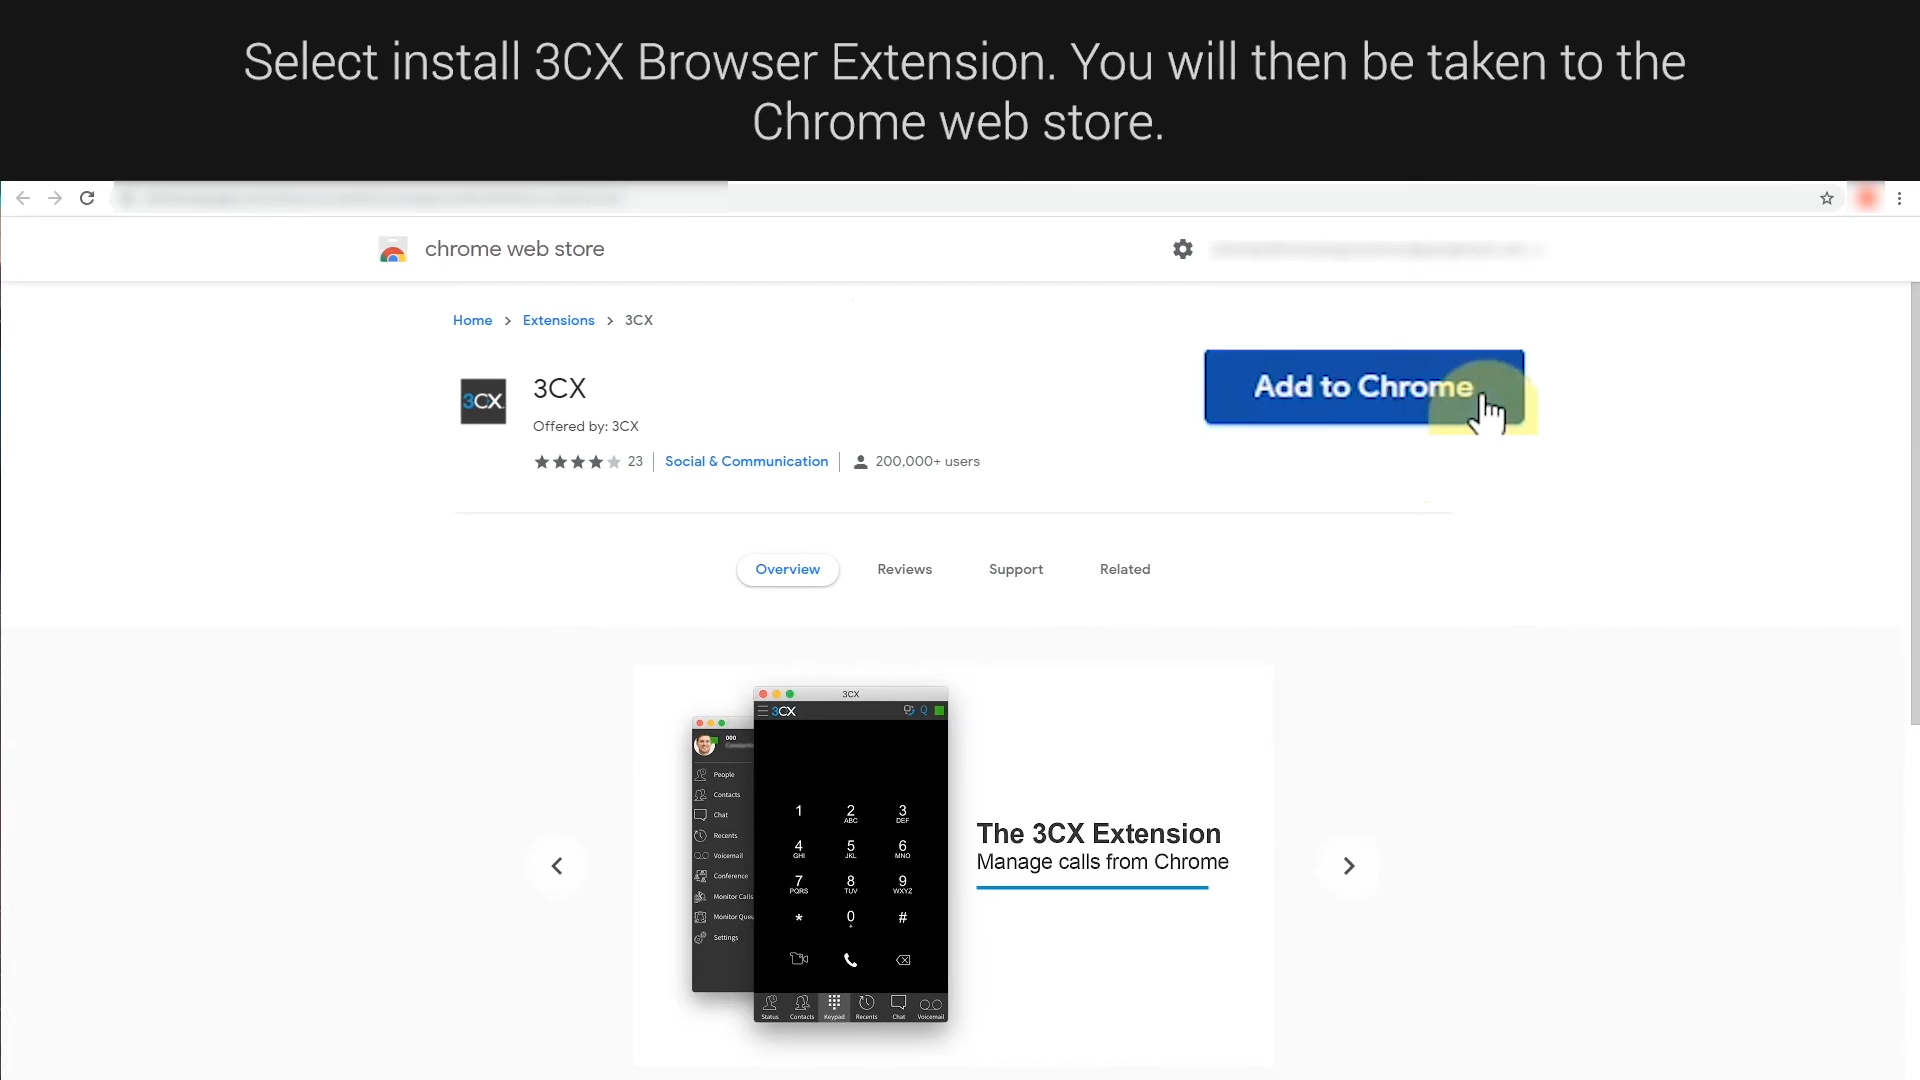 Select install 3CX Browser Extension. You will then be taken to the
Chrome web store.
chrome web store
Home > Extensions > 3CX
3CX
3CX
Offered by: 3CX
Add to Chrome
23 | Social & Communication | 200,000+ users
Overview Reviews Support Related
3CX
3CX
000
People
Contacts
Chat
Recents
Voicemail
Conference
Monitor Calls
Monitor Queu
Settings
1 2 3
ABC DEF
4 5 6
GHI JKL MNO
7 8 9
PQRS TUV WXYZ
* 0 #
+
Status Contacts Keypad Recents Chat Voicemail
The 3CX Extension
Manage calls from Chrome